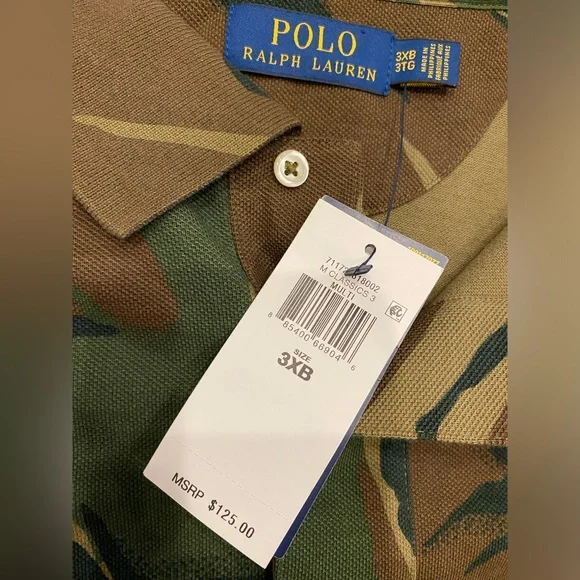 POLO
RALPH LAUREN
3XB
3TG
MADE IN
PHILIPPINES
FABRIQUÉ AUX
PHILIPPINES
M CLASSICS 3
MULTI
8 85400 68904 6
SIZE
3XB
MSRP $125.00